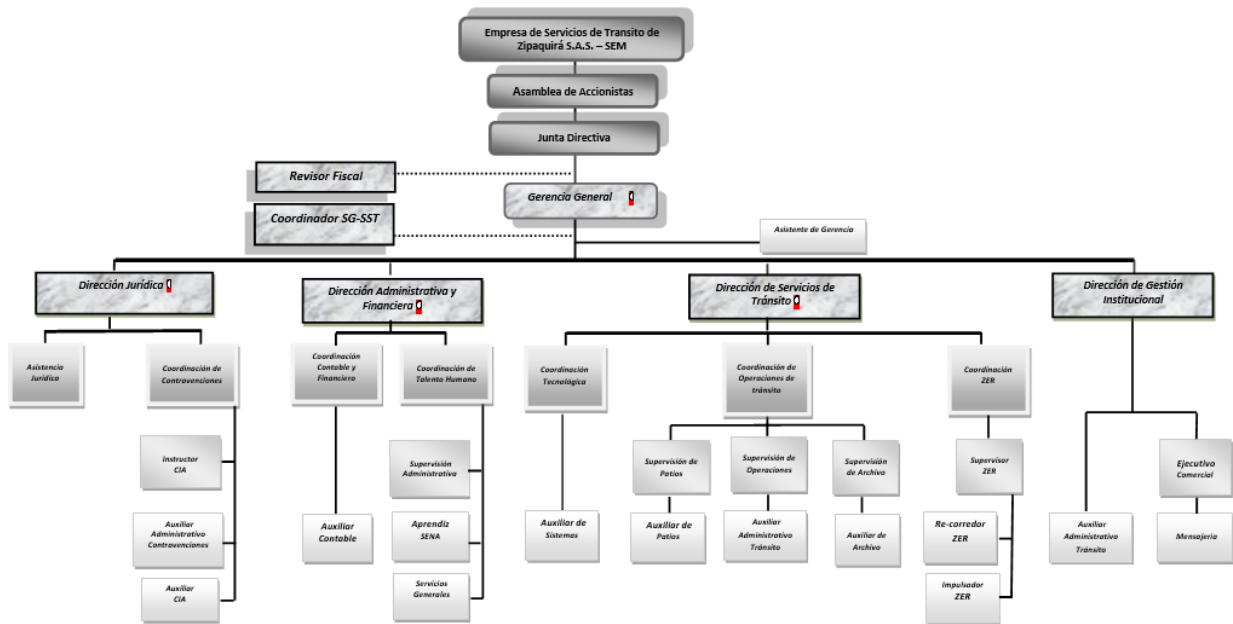 Empresa de Servicios de Transito de
Zipaquirá S.A.S. – SEM
Asamblea de Accionistas
Junta Directiva
Revisor Fiscal
Gerencia General
Coordinador SG-SST
Asistente de Gerencia
Dirección Jurídica
Dirección Administrativa y
Financiera
Dirección de Servicios de
Tránsito
Dirección de Gestión
Institucional
Asistencia
Jurídica
Coordinación de
Contravenciones
Coordinación
Contable y
Financiero
Coordinación de
Talento Humano
Coordinación
Tecnológica
Coordinación de
Operaciones de
tránsito
Coordinación
ZER
Instructor
CIA
Supervisión
Administrativa
Supervisión de
Patios
Supervisión de
Operaciones
Supervisión
de Archivo
Supervisor
ZER
Ejecutivo
Comercial
Auxiliar
Administrativo
Contravenciones
Auxiliar
Contable
Aprendiz
SENA
Auxiliar de
Sistemas
Auxiliar de
Patios
Auxiliar
Administrativo
Tránsito
Auxiliar
de Archivo
Re-corredor
ZER
Auxiliar
Administrativo
Tránsito
Mensajería
Auxiliar
CIA
Servicios
Generales
Impulsador
ZER